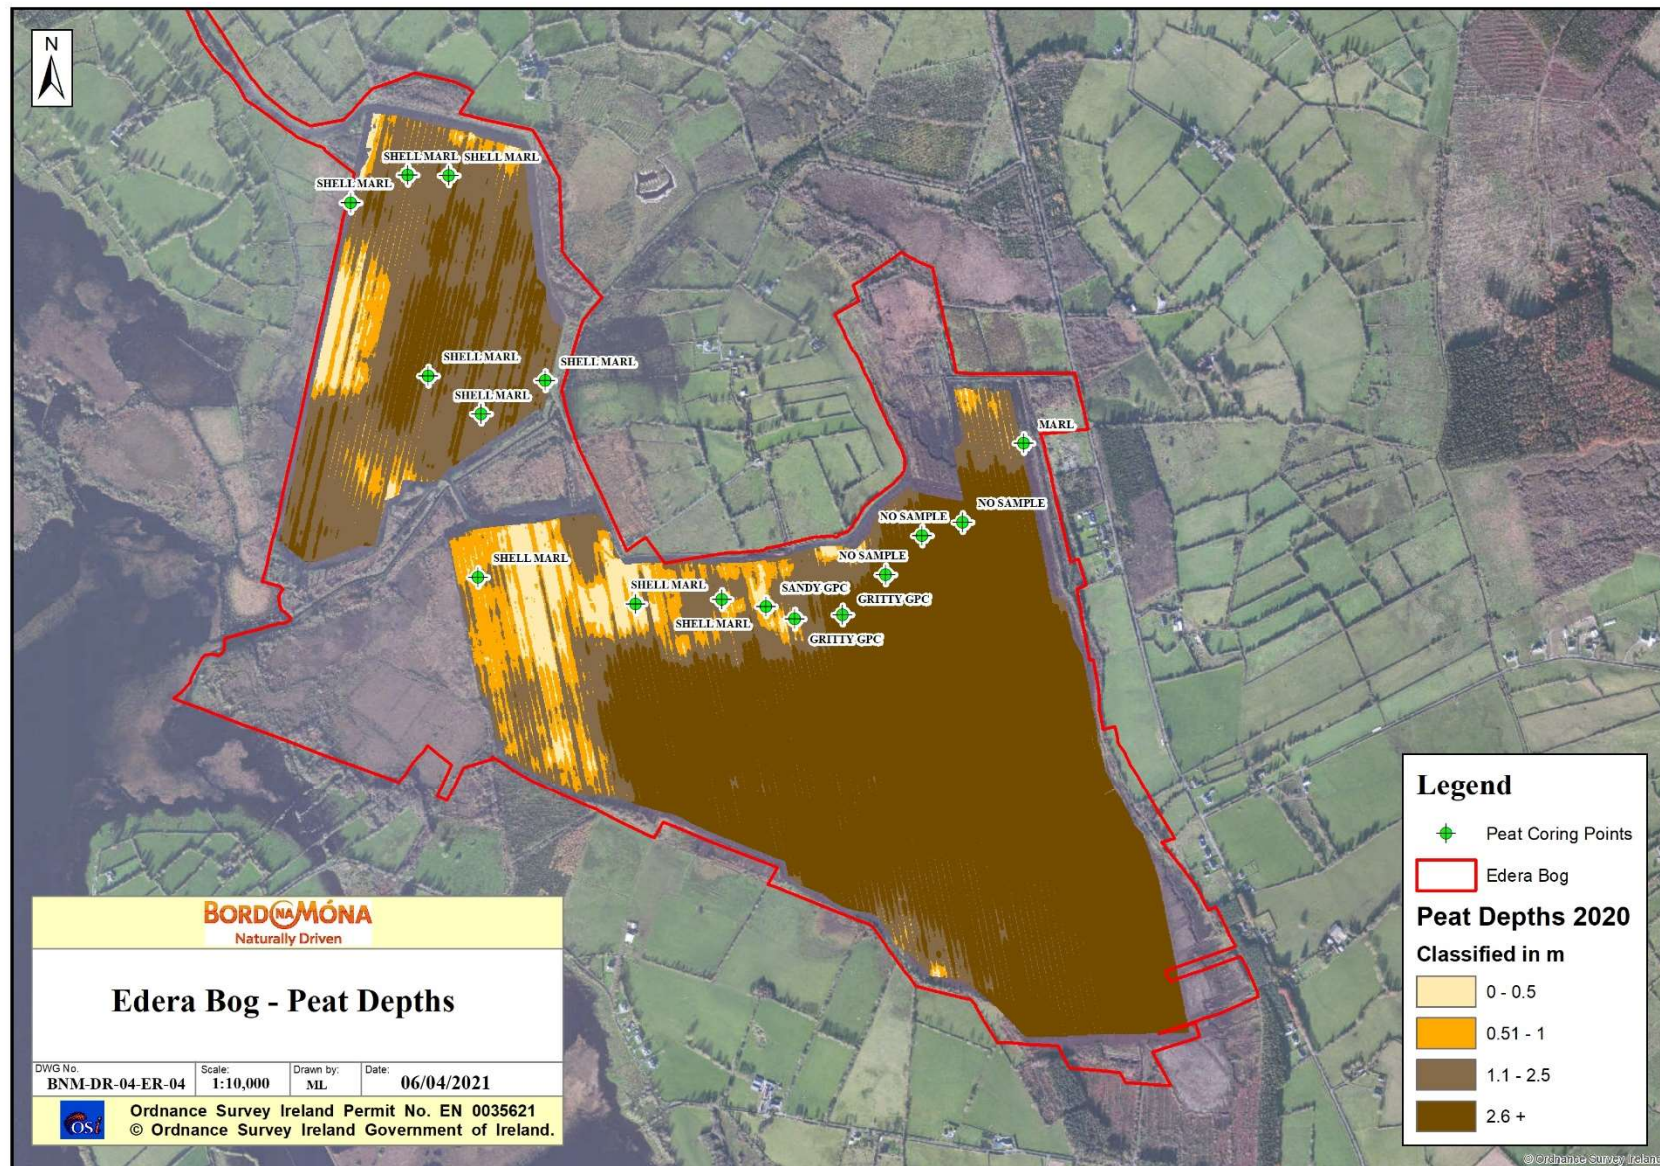 N
SHELL MARL
SHELL MARL
SHELL MARL
SHELL MARL
SHELL MARL
SHELL MARL
MARL
NO SAMPLE
NO SAMPLE
NO SAMPLE
SHELL MARL
SHELL MARL
SANDY GPC
GRITTY GPC
SHELL MARL
GRITTY GPC
Legend
Peat Coring Points
Edera Bog
Peat Depths 2020
Classified in m
0 - 0.5
0.51 - 1
1.1 - 2.5
2.6 +
BORD NA MÓNA
Naturally Driven
Edera Bog - Peat Depths
DWG No. Scale: Drawn by: Date:
BNM-DR-04-ER-04 1:10,000 ML 06/04/2021
OSi
Ordnance Survey Ireland Permit No. EN 0035621
© Ordnance Survey Ireland Government of Ireland.
© Ordnance Survey Ireland